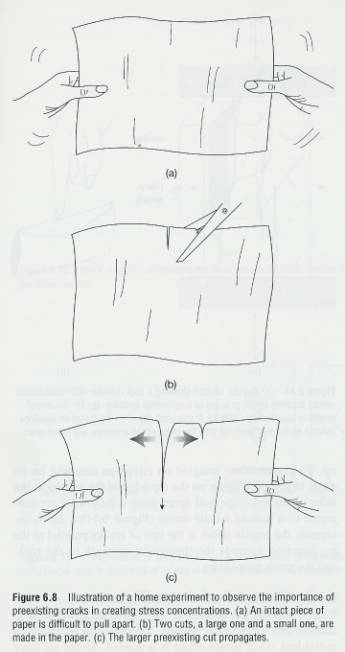 (a)
(b)
(c)
Figure 6.8 Illustration of a home experiment to observe the importance of
preexisting cracks in creating stress concentrations. (a) An intact piece of
paper is difficult to pull apart. (b) Two cuts, a large one and a small one, are
made in the paper. (c) The larger preexisting cut propagates.